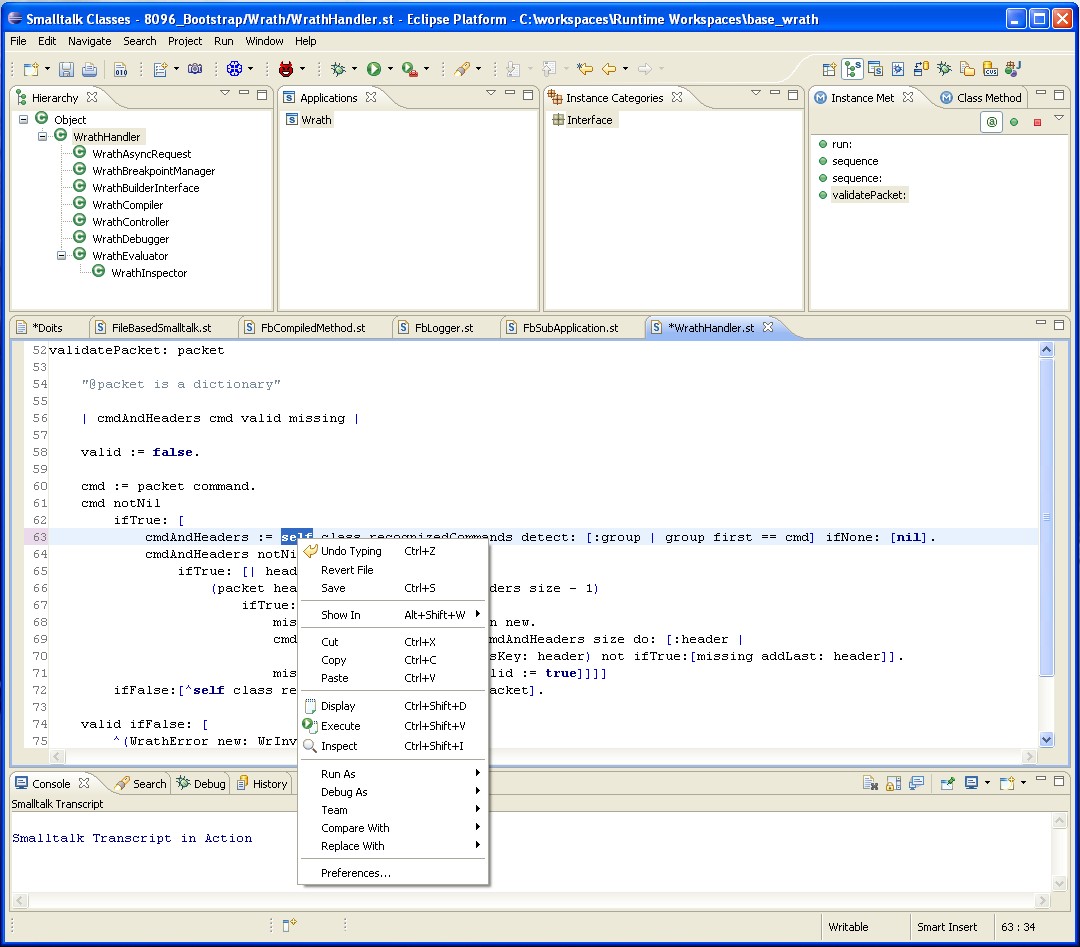 Smalltalk Classes - 8096_Bootstrap/Wrath/WrathHandler.st - Eclipse Platform - C:\workspaces\Runtime Workspaces\base_wrath
File Edit Navigate Search Project Run Window Help
Hierarchy
Applications
Instance Categories
Instance Met
Class Method
Object
WrathHandler
WrathAsyncRequest
WrathBreakpointManager
WrathBuilderInterface
WrathCompiler
WrathController
WrathDebugger
WrathEvaluator
WrathInspector
Wrath
Interface
run:
sequence
sequence:
validatePacket:
*Doits
FileBasedSmalltalk.st
FbCompiledMethod.st
FbLogger.st
FbSubApplication.st
*WrathHandler.st
52 validatePacket: packet
53
54 "@packet is a dictionary"
55
56 | cmdAndHeaders cmd valid missing |
57
58 valid := false.
59
60 cmd := packet command.
61 cmd notNil
62 ifTrue: [
63 cmdAndHeaders := self class recognizedCommands detect: [:group | group first == cmd] ifNone: [nil].
64 cmdAndHeaders notNi
65 ifTrue: [| head
66 (packet hea ders size - 1)
67 ifTrue:
68 mis n new.
69 cmd mdAndHeaders size do: [:header |
70 sKey: header) not ifTrue:[missing addLast: header]].
71 mis lid := true]]]]
72 ifFalse:[^self class re acket].
73
74 valid ifFalse: [
75 ^(WrathError new: WrInv
Undo Typing Ctrl+Z
Revert File
Save Ctrl+S
Show In Alt+Shift+W
Cut Ctrl+X
Copy Ctrl+C
Paste Ctrl+V
Display Ctrl+Shift+D
Execute Ctrl+Shift+V
Inspect Ctrl+Shift+I
Run As
Debug As
Team
Compare With
Replace With
Preferences...
Console
Search
Debug
History
Smalltalk Transcript
Smalltalk Transcript in Action
Writable
Smart Insert
63 : 34